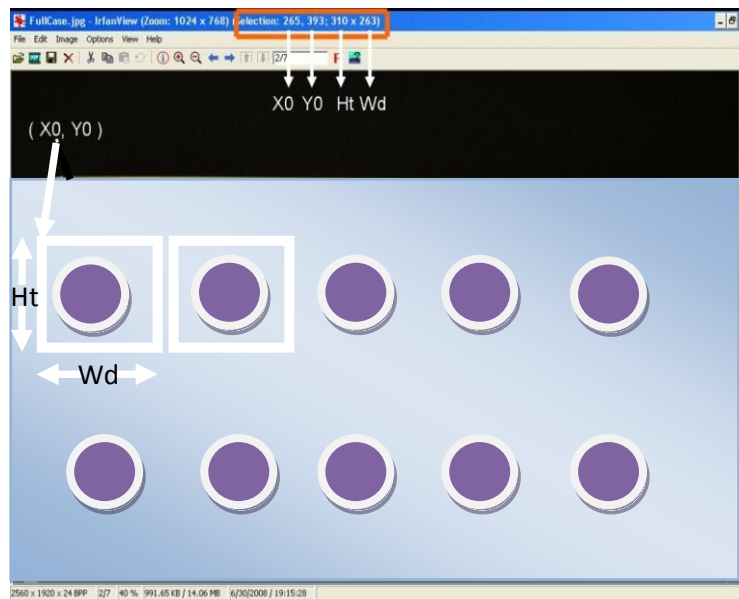 FullCase.jpg - IrfanView (Zoom: 1024 x 768) (Selection: 265, 393; 310 x 263)
File Edit Image Options View Help
2/7
X0 Y0 Ht Wd
( X0, Y0 )
Ht
Wd
2560 x 1920 x 24 BPP 2/7 40 % 991.65 KB / 14.06 MB 6/30/2008 / 19:15:28